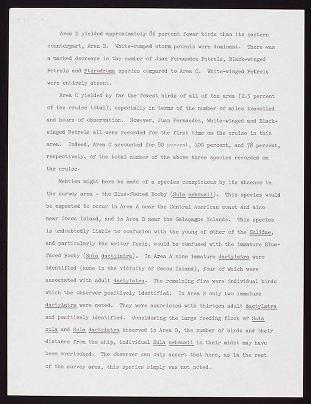 Area D yielded approximately 85 percent fewer birds than its eastern
counterpart, Area B. White-rumped storm petrels were dominant. There was
a marked decrease in the number of Juan Fernandez Petrels, Black-winged
Petrels and Pterodroma species compared to Area C. White-winged Petrels
were entirely absent.
Area C yielded by far the fewest birds of all of the area (2.5 percent
of the cruise total), especially in terms of the number of miles travelled
and hours of observation. However, Juan Fernandez, White-winged and Black-
winged Petrels all were recorded for the first time on the cruise in this
area. Indeed, Area C accounted for 50 percent, 100 percent, and 78 percent,
respectively, of the total number of the above three species recorded on
the cruise.
Mention might here be made of a species conspicuous by its absence in
the survey area - the Blue-footed Booby (Sula nebouxii). This species would
be expected to occur in Area A near the Central American coast and also
near Cocos Island, and in Area B near the Galapagos Islands. This species
is undoubtedly liable to confusion with the young of other of the Sulidae,
and particularly the writer feels, could be confused with the immature Blue-
faced Booby (Sula dactylatra). In Area A nine immature dactylatra were
identified (none in the vicinity of Cocos Island), four of which were
associated with adult dactylatra. The remaining five were individual birds
which the observer positively identified. In Area B only two immature
dactylatra were noted. They were associated with thirteen adult dactylatra
and positively identified. Considering the large feeding flock of Sula
sula and Sula dactylatra observed in Area B, the number of birds and their
distance from the ship, individual Sula nebouxii in their midst may have
been overlooked. The observer can only assert that here, as in the rest
of the survey area, this species simply was not noted.